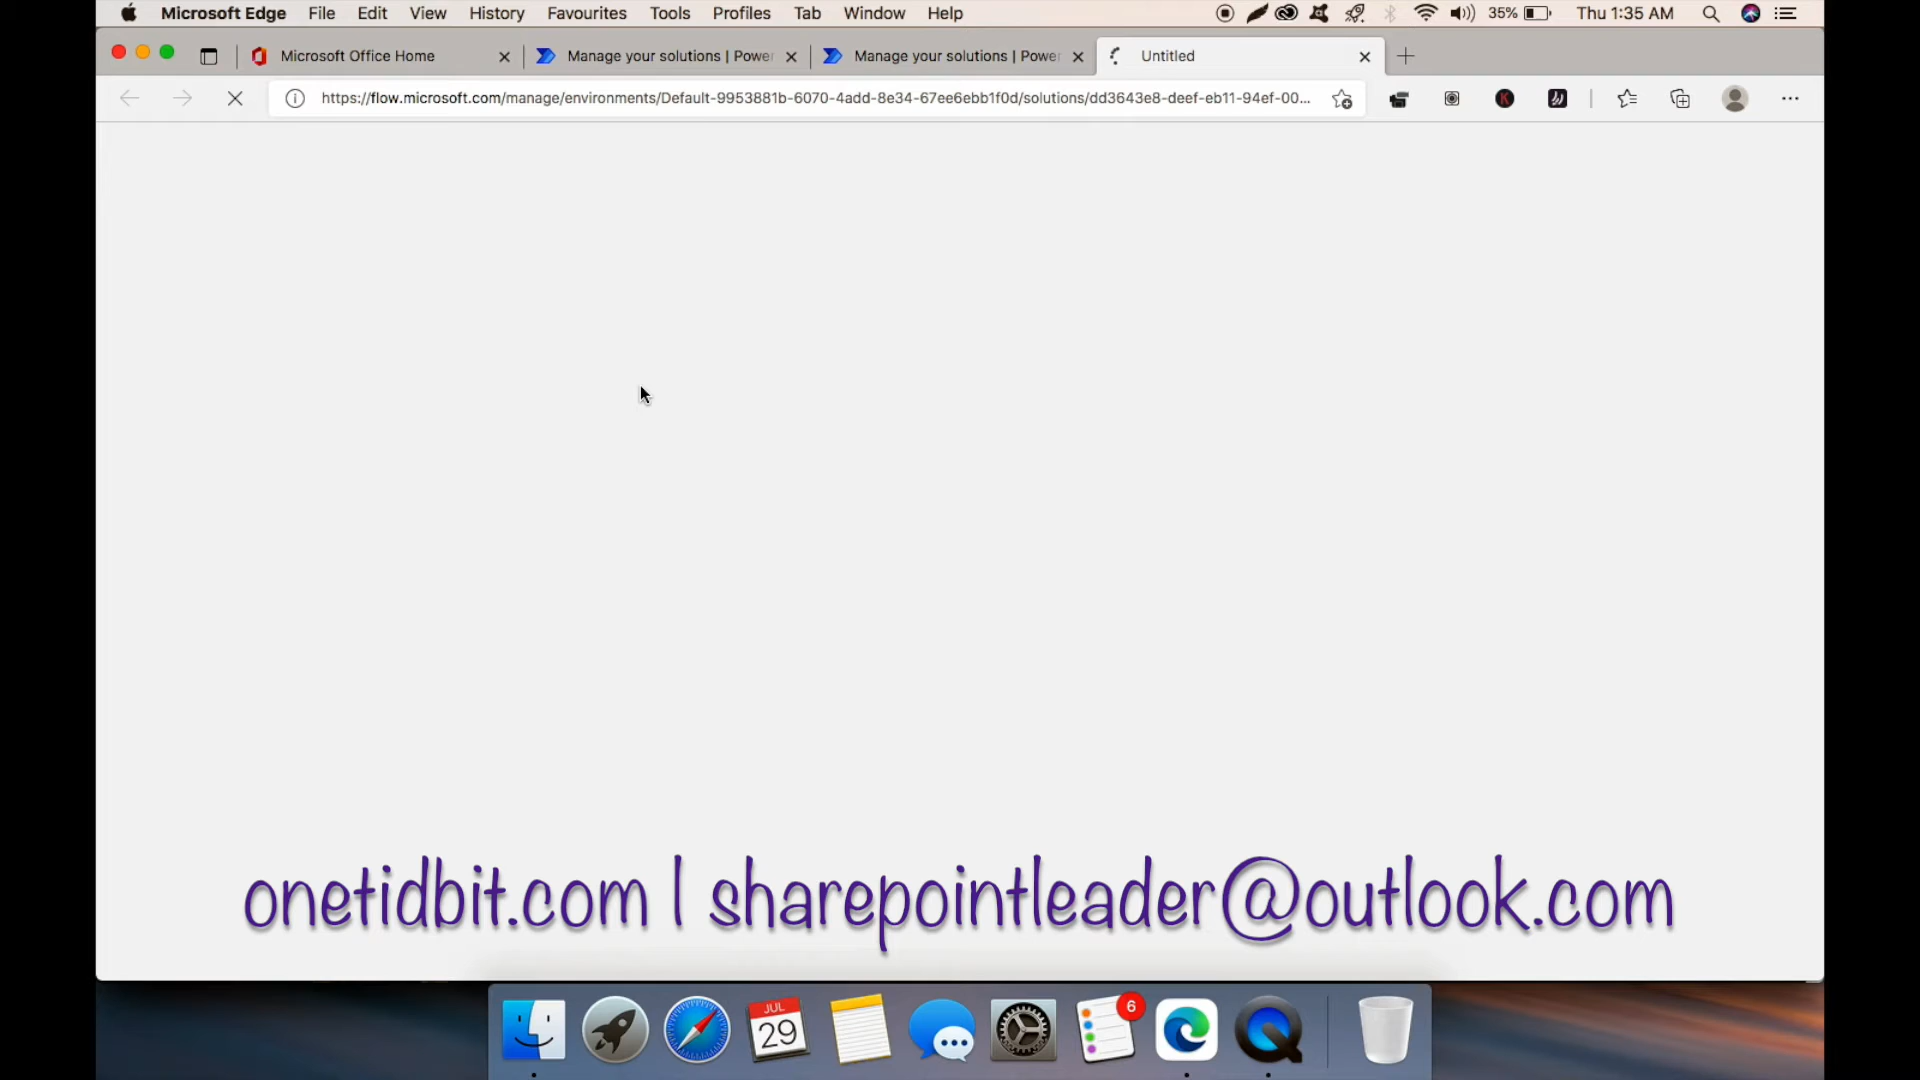 Microsoft Edge File Edit View History Favourites Tools Profiles Tab Window Help 35% Thu 1:35 AM
Microsoft Office Home Manage your solutions | Power Manage your solutions | Power Untitled
https://flow.microsoft.com/manage/environments/Default-9953881b-6070-4add-8e34-67ee6ebb1f0d/solutions/dd3643e8-deef-eb11-94ef-00...
onetidbit.com | sharepointleader@outlook.com
JUL
29
6